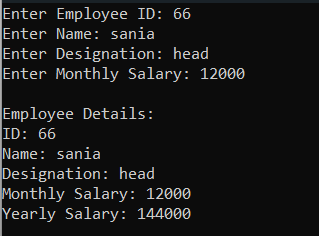 Enter Employee ID: 66
Enter Name: sania
Enter Designation: head
Enter Monthly Salary: 12000
Employee Details:
ID: 66
Name: sania
Designation: head
Monthly Salary: 12000
Yearly Salary: 144000